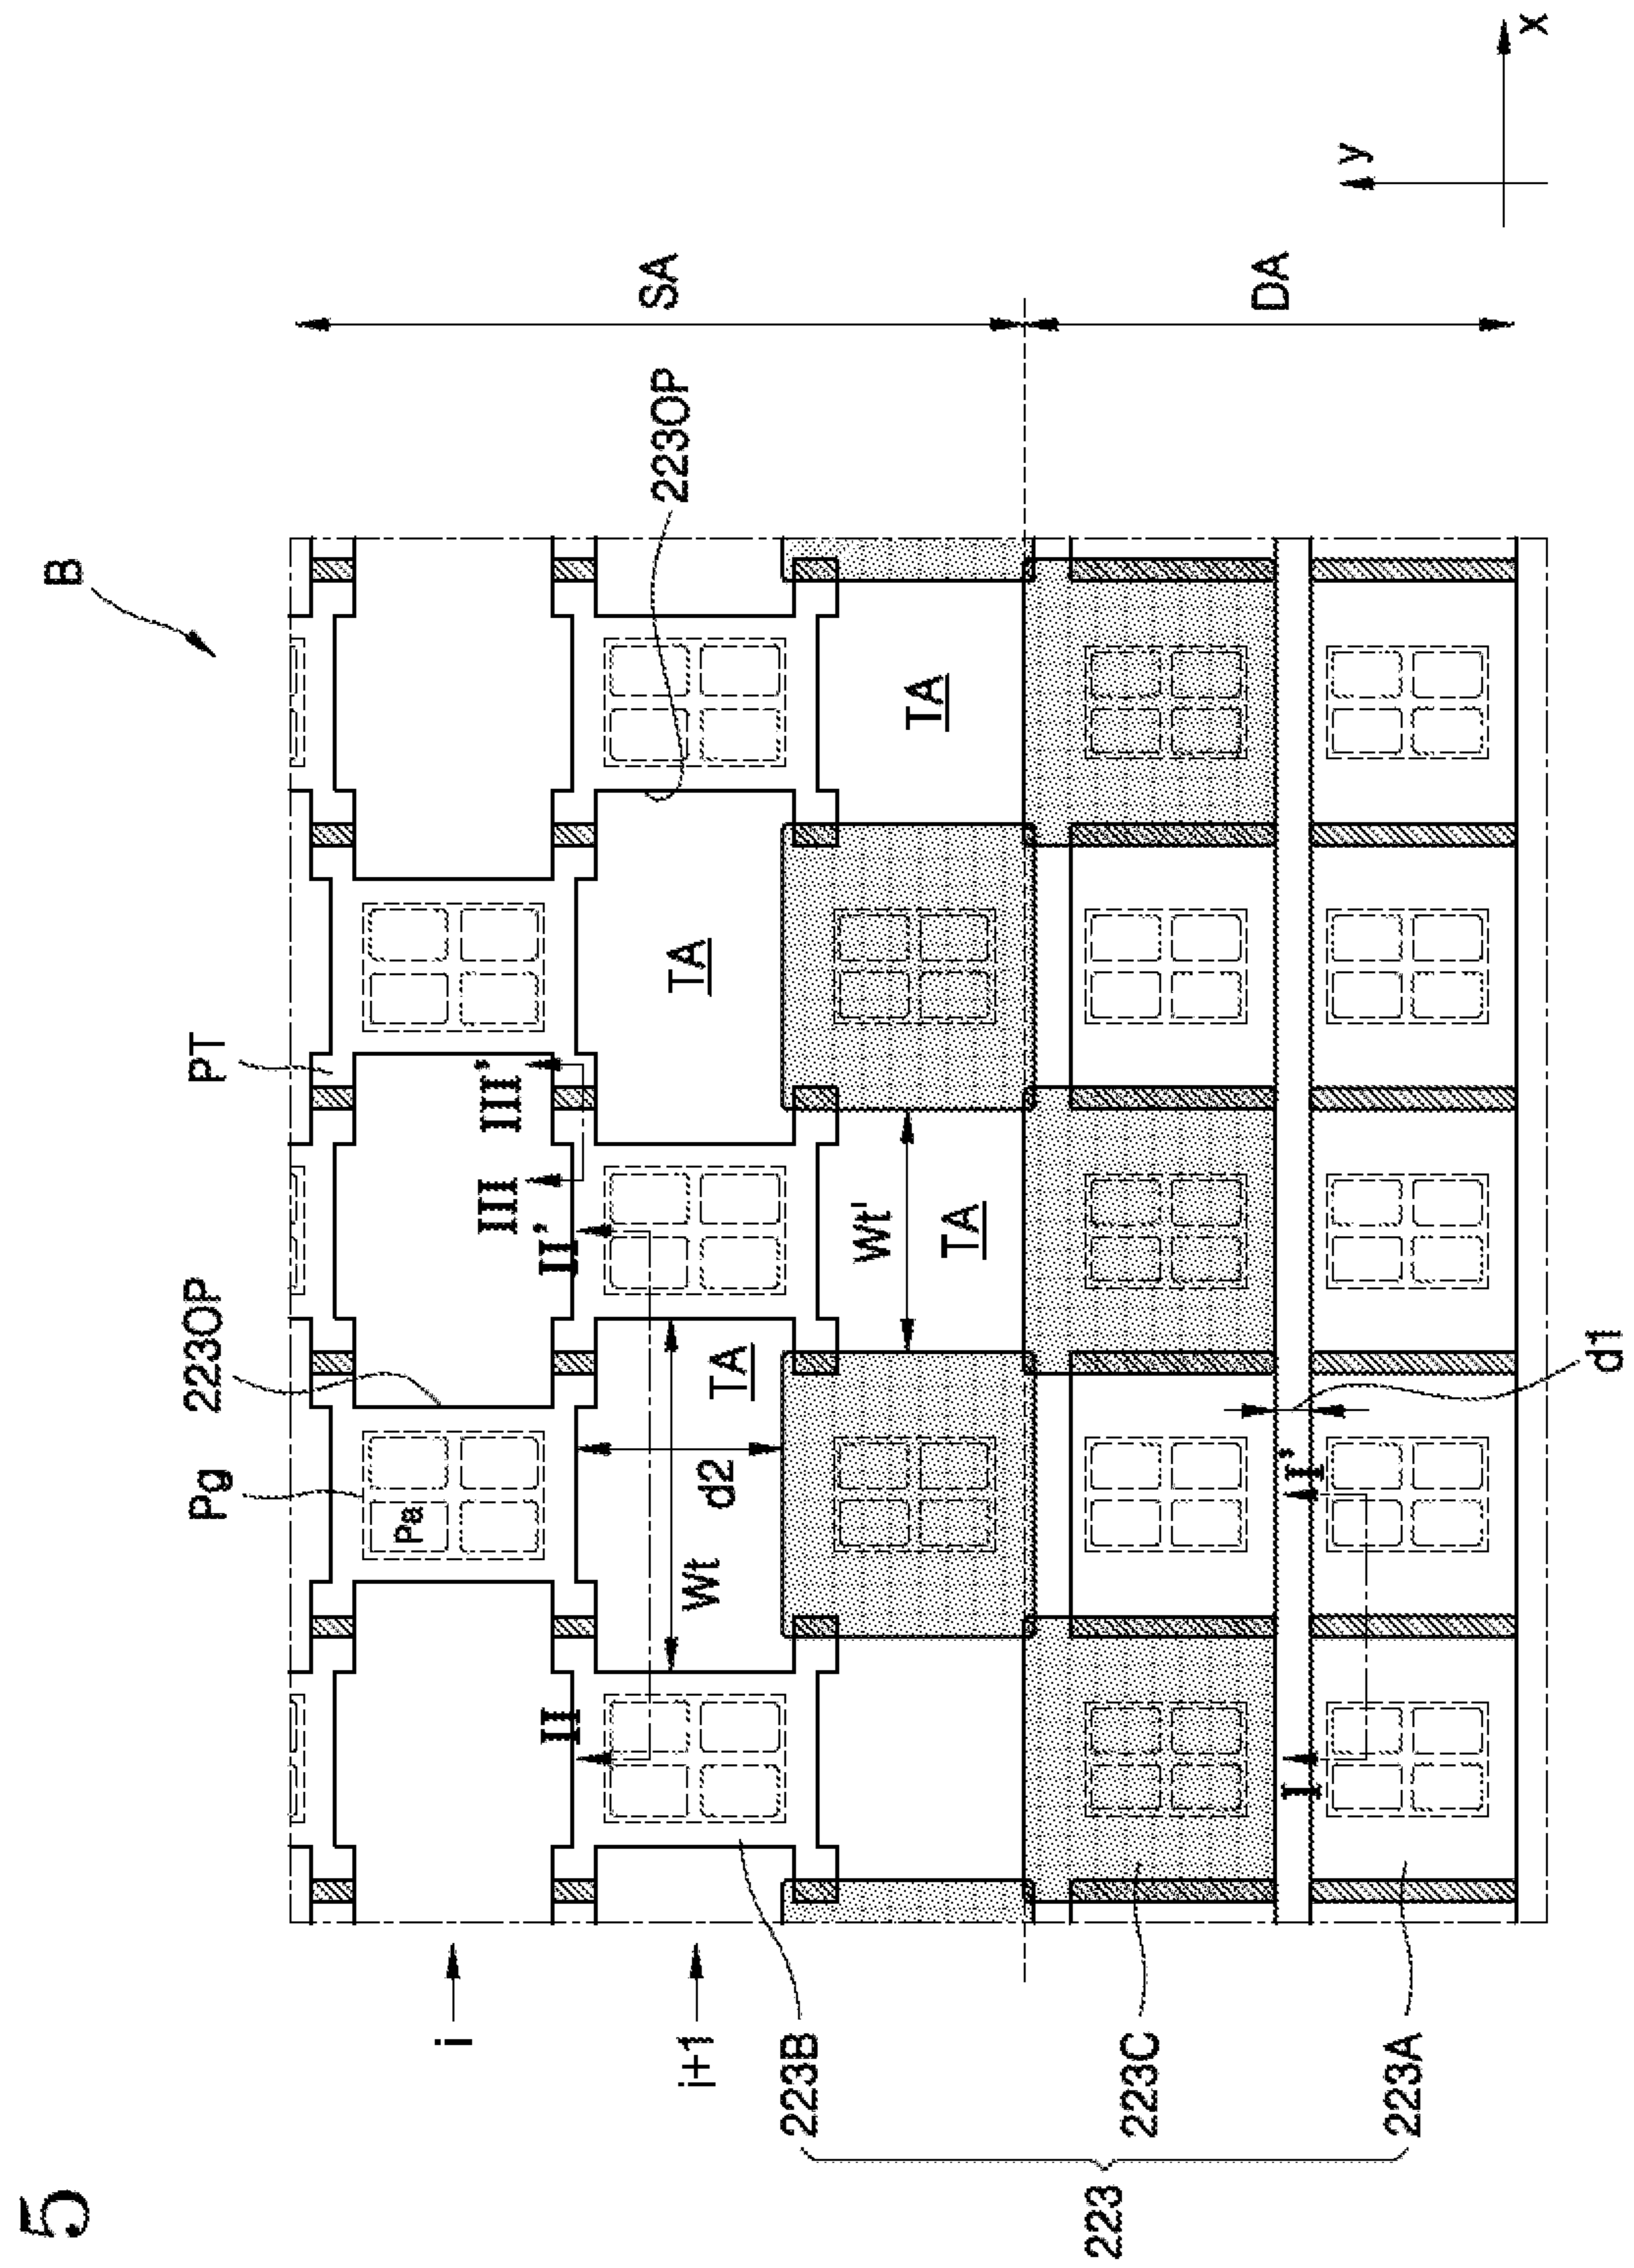 5
B
Pg
223OP
PT
Pa
i
III
III'
II
II'
SA
223OP
i+1
Wt
TA
d2
TA
223B
Wt'
TA
TA
223
223C
DA
I
I'
y
223A
x
d1